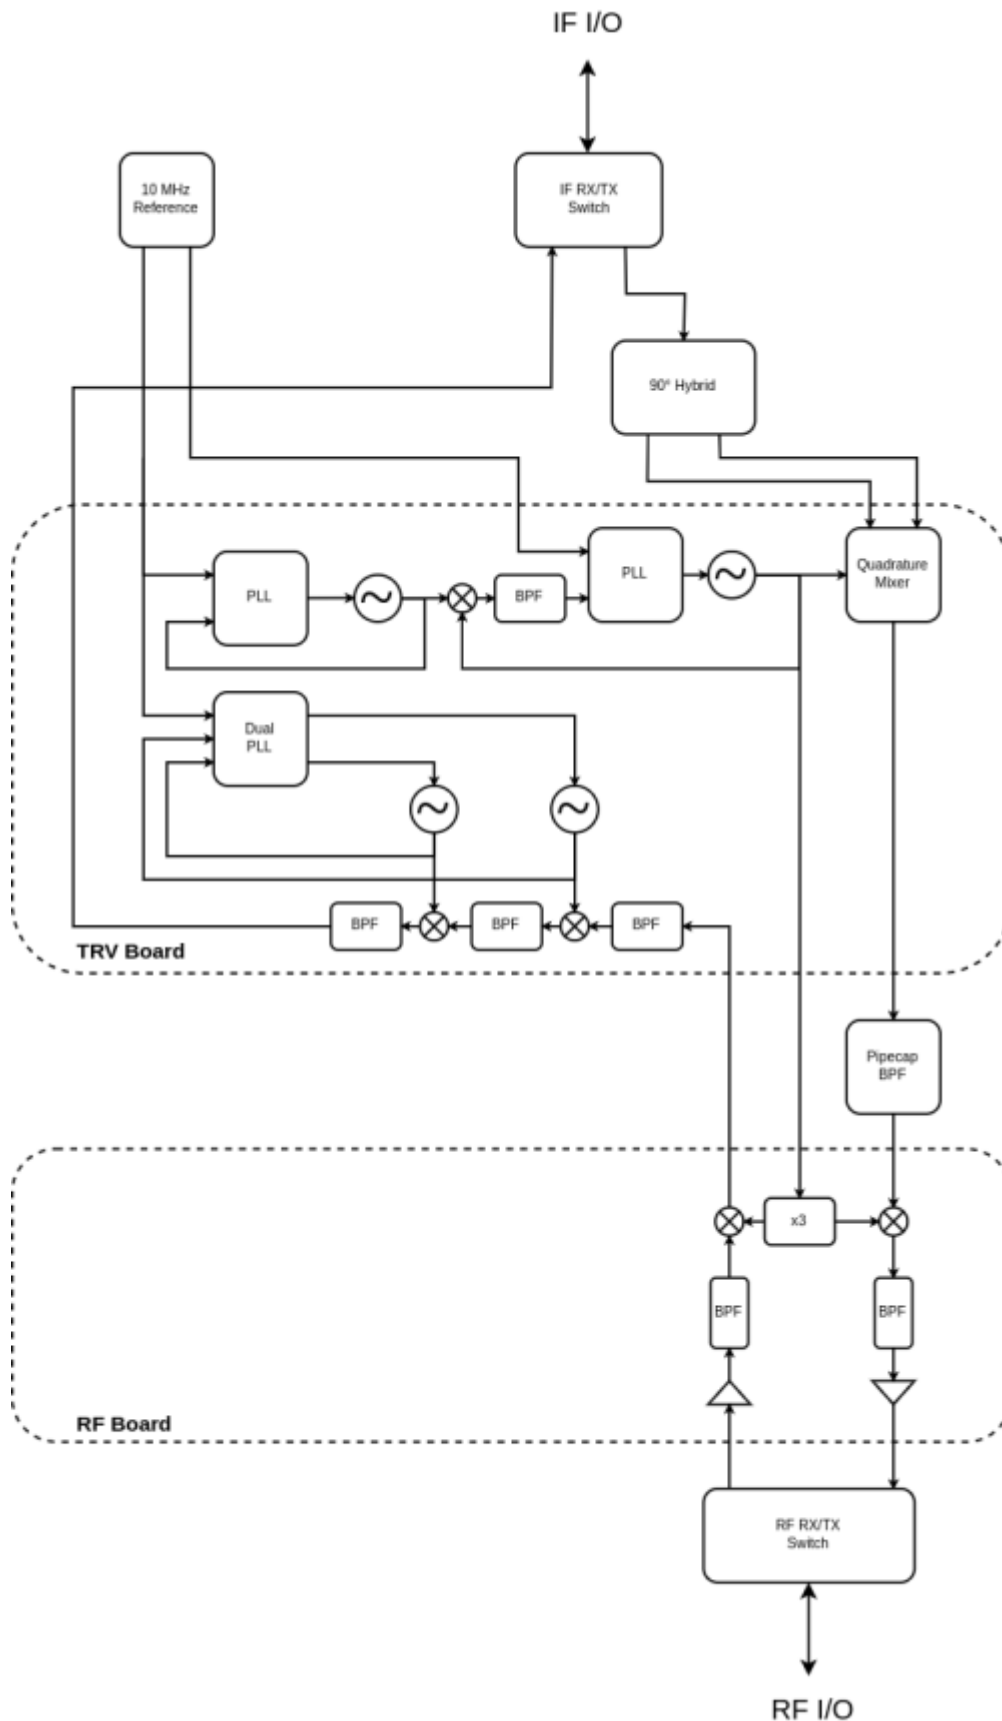 IF I/O
10 MHz
Reference
IF RX/TX
Switch
90° Hybrid
PLL
BPF
PLL
Quadrature
Mixer
Dual
PLL
BPF
BPF
BPF
TRV Board
Pipecap
BPF
x3
BPF
BPF
RF Board
RF RX/TX
Switch
RF I/O